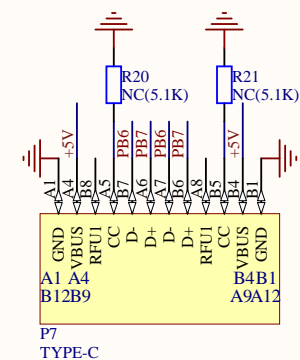 R20
NC(5.1K)
R21
NC(5.1K)
+5V
PB6
PB7
PB6
PB7
+5V
A1
A4
B8
A5
B7
A6
A7
B6
A8
B5
B4
B1
GND
VBUS
RFU1
CC
D-
D+
D-
D+
RFU1
CC
VBUS
GND
A1 A4
B4B1
B12B9
A9A12
P7
TYPE-C